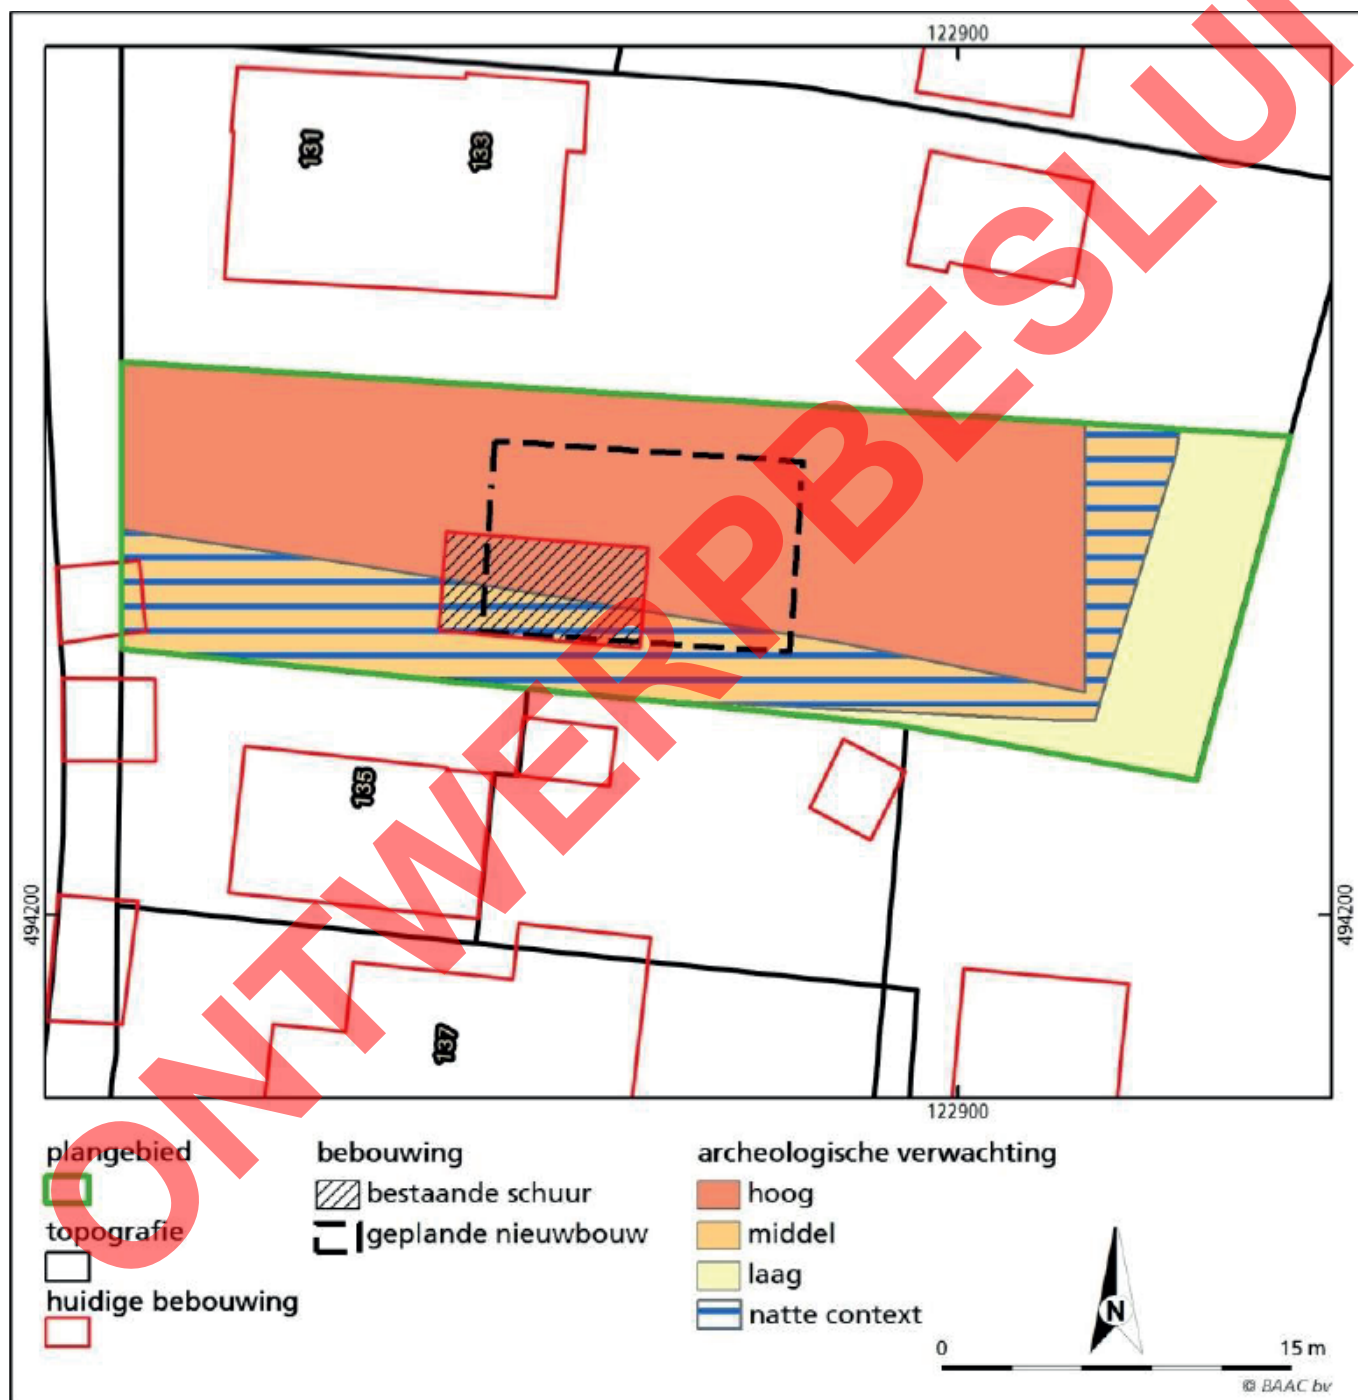 122900
131
133
135
137
494200
494200
122900
ONTWERPBESLUI
plangebied
topografie
huidige bebouwing
bebouwing
bestaande schuur
geplande nieuwbouw
archeologische verwachting
hoog
middel
laag
natte context
N
0 15 m
© BAAC bv